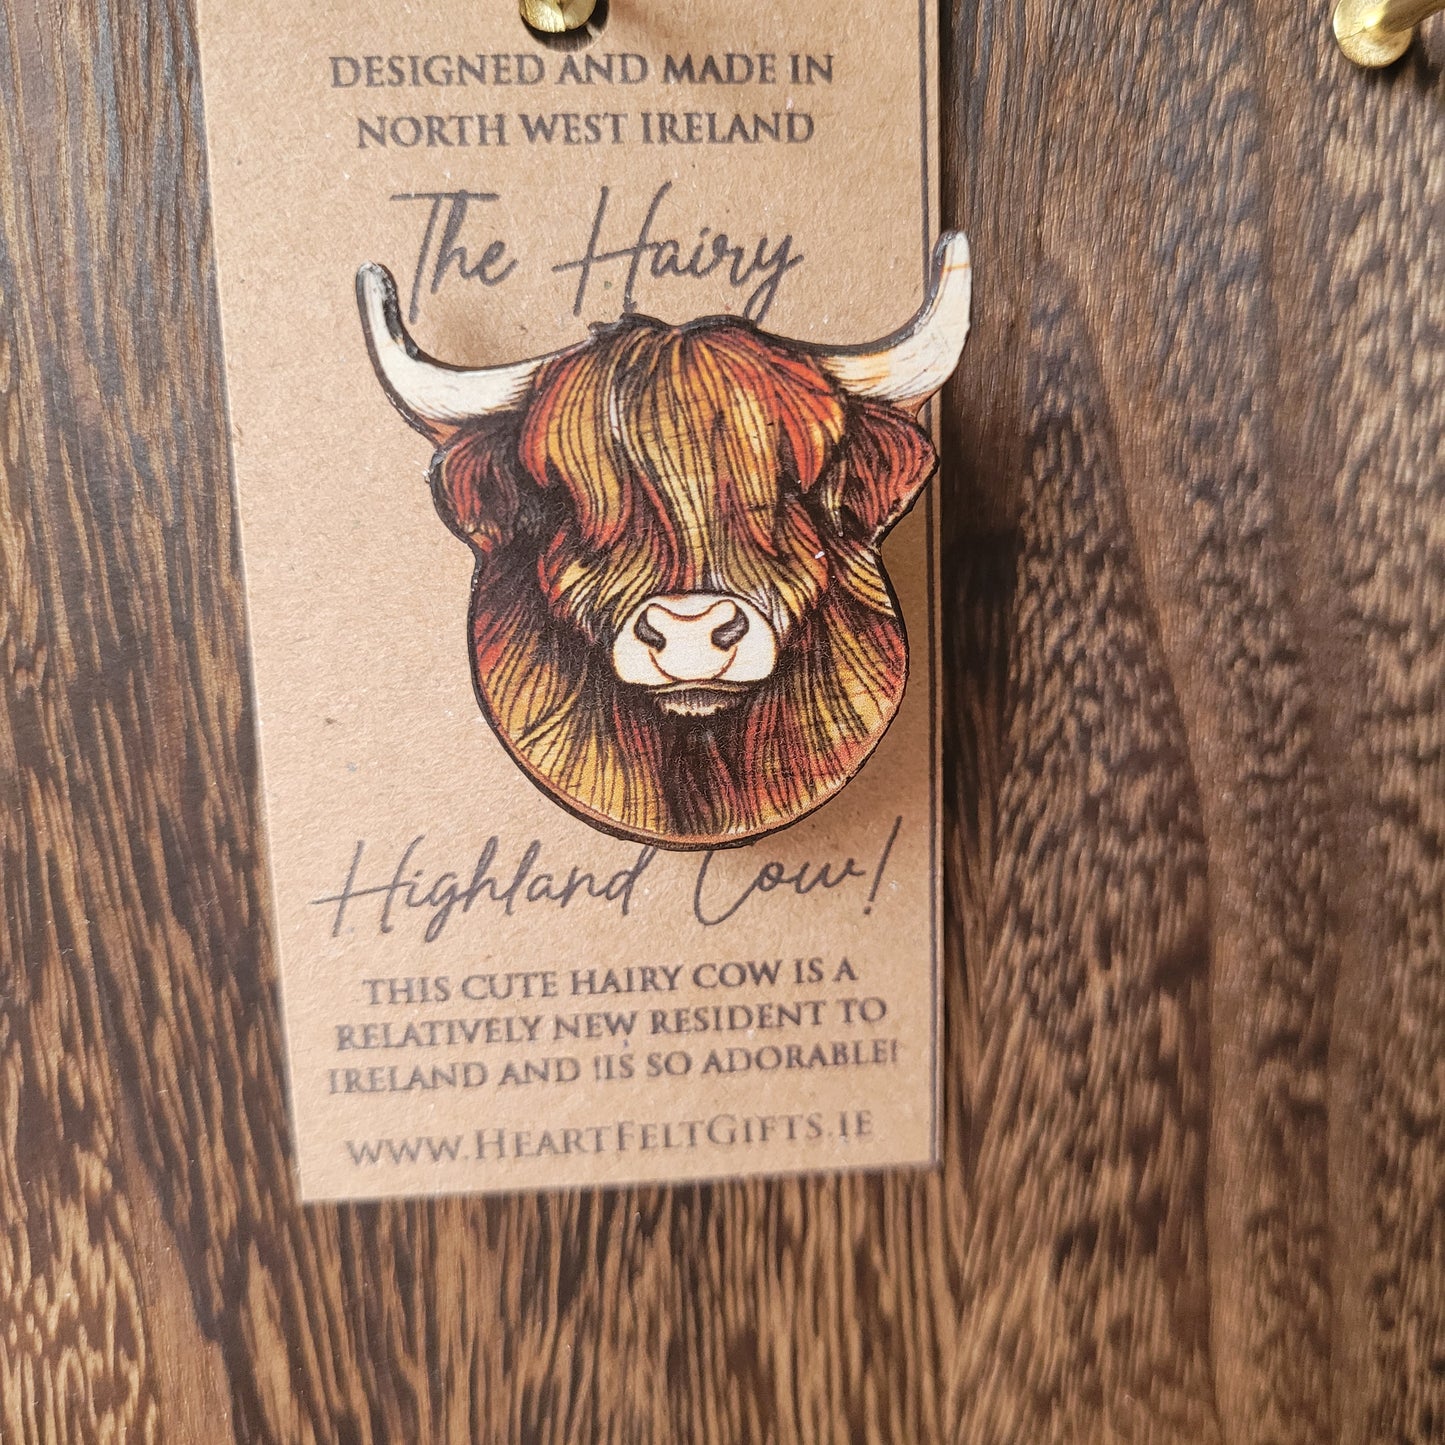 DESIGNED AND MADE IN
NORTH WEST IRELAND
The Hairy
Highland Cow!
THIS CUTE HAIRY COW IS A
RELATIVELY NEW RESIDENT TO
IRELAND AND !IS SO ADORABLE!
WWW.HEARTFELTGIFTS.IE